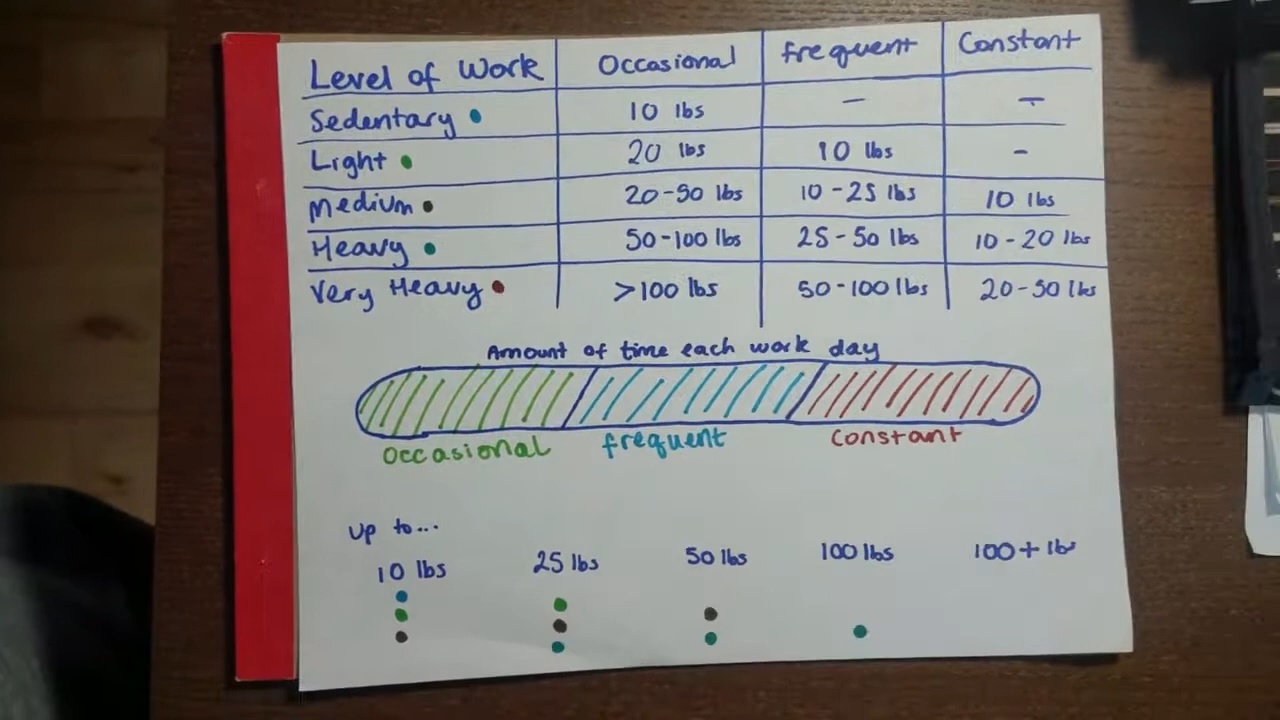 Level of Work Occasional frequent Constant
Sedentary 10 lbs – –
Light 20 lbs 10 lbs -
Medium 20-50 lbs 10-25 lbs 10 lbs
Heavy 50-100 lbs 25-50 lbs 10-20 lbs
Very Heavy >100 lbs 50-100 lbs 20-50 lbs
Amount of time each work day
Occasional frequent Constant
up to...
10 lbs 25 lbs 50 lbs 100 lbs 100+ lbs